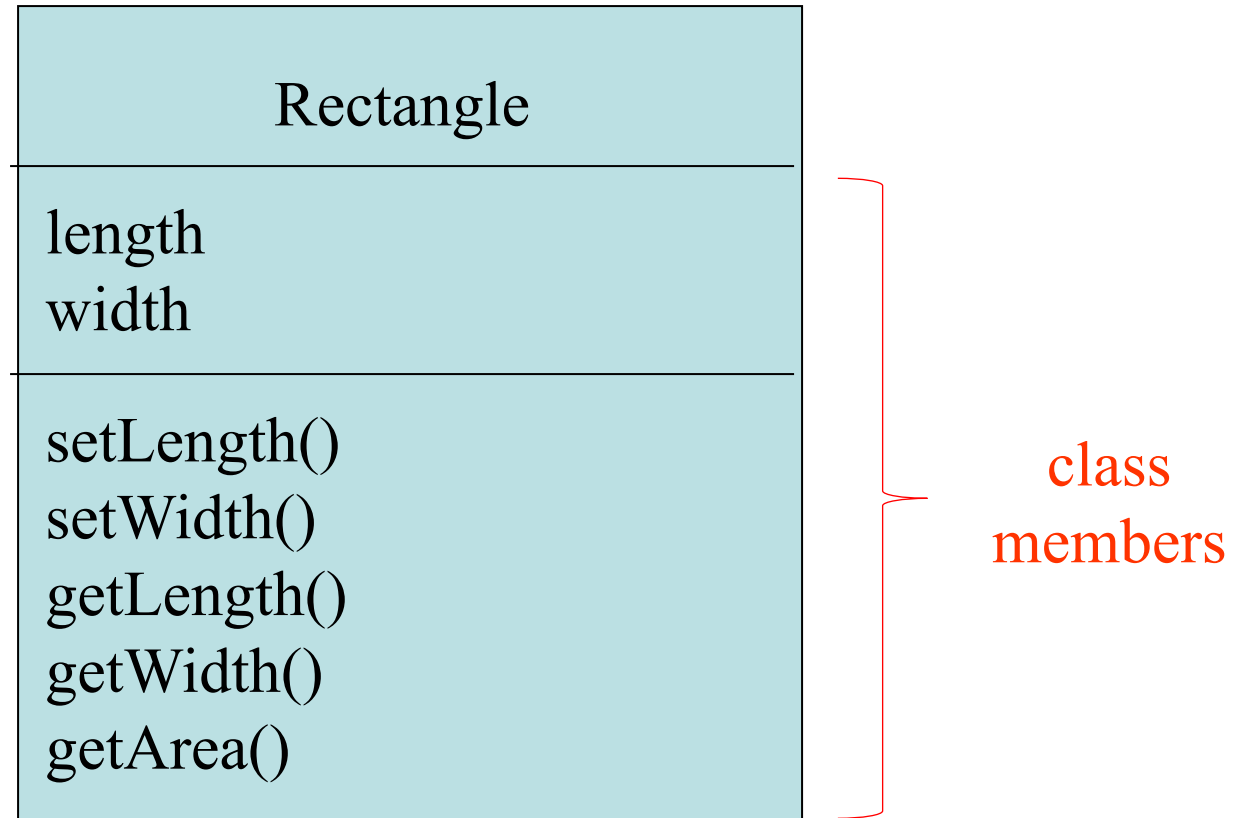 Rectangle
length
width
setLength()
setWidth()
getLength()
getWidth()
getArea()
class
members